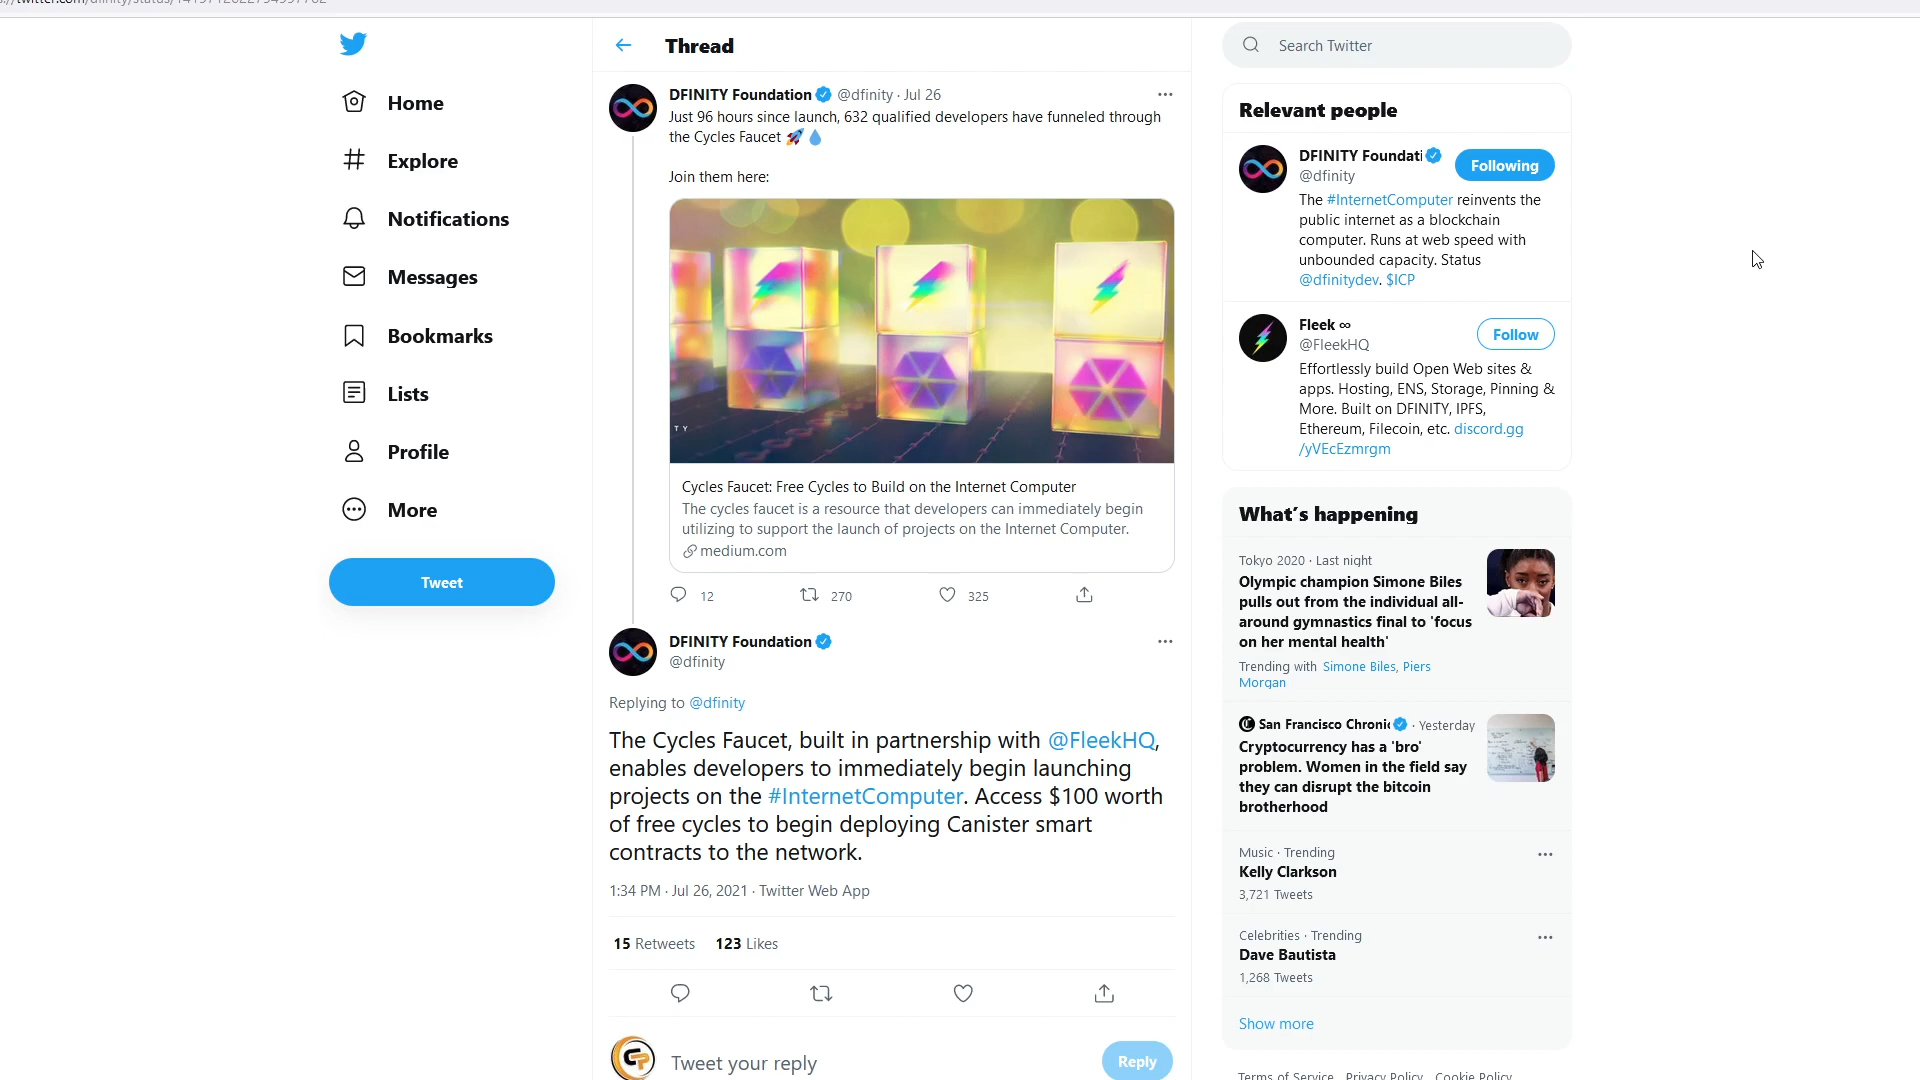 Home
Explore
Notifications
Messages
Bookmarks
Lists
Profile
More
Tweet
Thread
DFINITY Foundation @dfinity · Jul 26
Just 96 hours since launch, 632 qualified developers have funneled through
the Cycles Faucet 🚀💧
Join them here:
T Y
Cycles Faucet: Free Cycles to Build on the Internet Computer
The cycles faucet is a resource that developers can immediately begin
utilizing to support the launch of projects on the Internet Computer.
medium.com
12 270 325
DFINITY Foundation
@dfinity
Replying to @dfinity
The Cycles Faucet, built in partnership with @FleekHQ,
enables developers to immediately begin launching
projects on the #InternetComputer. Access $100 worth
of free cycles to begin deploying Canister smart
contracts to the network.
1:34 PM · Jul 26, 2021 · Twitter Web App
15 Retweets 123 Likes
Tweet your reply
Reply
Search Twitter
Relevant people
DFINITY Foundati
@dfinity
Following
The #InternetComputer reinvents the
public internet as a blockchain
computer. Runs at web speed with
unbounded capacity. Status
@dfinitydev. $ICP
Fleek ∞
@FleekHQ
Follow
Effortlessly build Open Web sites &
apps. Hosting, ENS, Storage, Pinning &
More. Built on DFINITY, IPFS,
Ethereum, Filecoin, etc. discord.gg
/yVEcEzmrgm
What's happening
Tokyo 2020 · Last night
Olympic champion Simone Biles
pulls out from the individual all-
around gymnastics final to 'focus
on her mental health'
Trending with Simone Biles, Piers
Morgan
San Francisco Chronic · Yesterday
Cryptocurrency has a 'bro'
problem. Women in the field say
they can disrupt the bitcoin
brotherhood
Music · Trending
Kelly Clarkson
3,721 Tweets
Celebrities · Trending
Dave Bautista
1,268 Tweets
Show more
Terms of Service Privacy Policy Cookie Policy